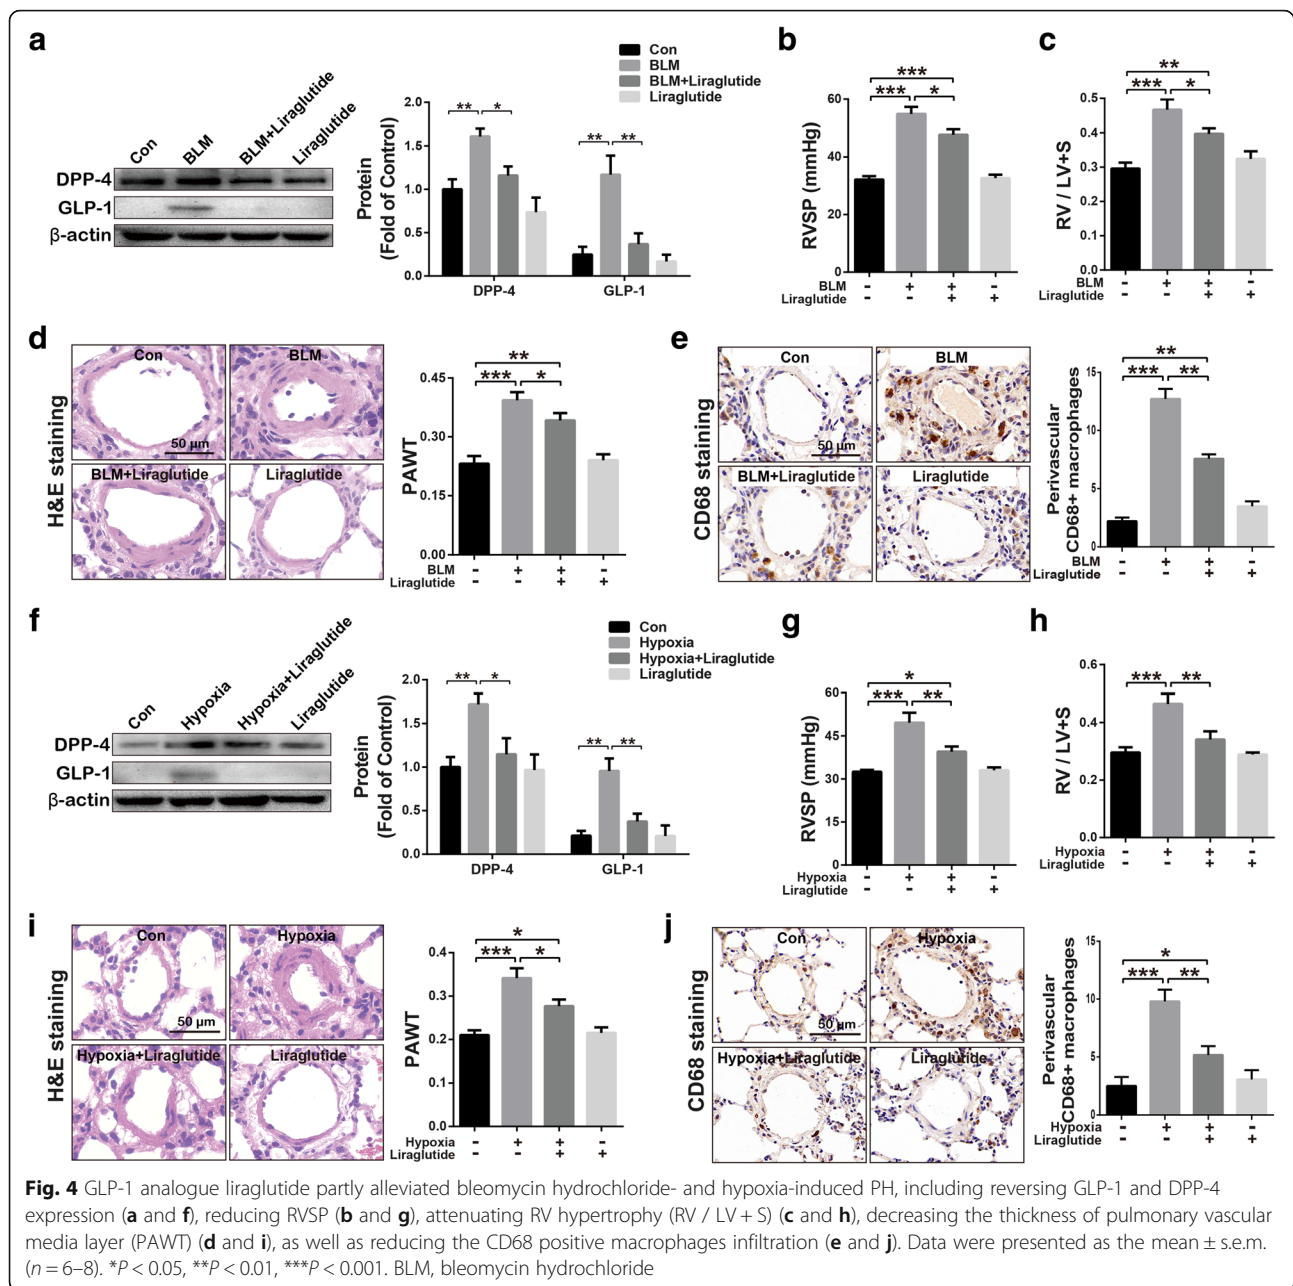 a
Con
BLM
BLM+Liraglutide
Liraglutide
DPP-4
GLP-1
β-actin
Con
BLM
BLM+Liraglutide
Liraglutide
Protein
(Fold of Control)
2.0
1.5
1.0
0.5
0.0
** *
** **
DPP-4 GLP-1
b
RVSP (mmHg)
60
40
20
0
***
*** *
BLM - + + -
Liraglutide - - + +
c
RV / LV+S
0.5
0.4
0.3
0.2
0.1
0.0
**
*** *
BLM - + + -
Liraglutide - - + +
d
H&E staining
Con
BLM
50 µm
BLM+Liraglutide
Liraglutide
PAWT
0.45
0.30
0.15
0.00
**
*** *
BLM - + + -
Liraglutide - - + +
e
CD68 staining
Con
BLM
50 µm
BLM+Liraglutide
Liraglutide
Perivascular
CD68+ macrophages
15
10
5
0
**
*** **
BLM - + + -
Liraglutide - - + +
f
Con
Hypoxia
Hypoxia+Liraglutide
Liraglutide
DPP-4
GLP-1
β-actin
Con
Hypoxia
Hypoxia+Liraglutide
Liraglutide
Protein
(Fold of Control)
2.0
1.5
1.0
0.5
0.0
** *
** **
DPP-4 GLP-1
g
RVSP (mmHg)
60
45
30
15
0
*
*** **
Hypoxia - + + -
Liraglutide - - + +
h
RV / LV+S
0.6
0.4
0.2
0.0
*** **
Hypoxia - + + -
Liraglutide - - + +
i
H&E staining
Con
Hypoxia
50 µm
Hypoxia+Liraglutide
Liraglutide
PAWT
0.4
0.3
0.2
0.1
0.0
*
*** *
Hypoxia - + + -
Liraglutide - - + +
j
CD68 staining
Con
Hypoxia
50 µm
Hypoxia+Liraglutide
Liraglutide
Perivascular
CD68+ macrophages
15
10
5
0
*
*** **
Hypoxia - + + -
Liraglutide - - + +
Fig. 4 GLP-1 analogue liraglutide partly alleviated bleomycin hydrochloride- and hypoxia-induced PH, including reversing GLP-1 and DPP-4
expression (a and f), reducing RVSP (b and g), attenuating RV hypertrophy (RV / LV + S) (c and h), decreasing the thickness of pulmonary vascular
media layer (PAWT) (d and i), as well as reducing the CD68 positive macrophages infiltration (e and j). Data were presented as the mean ± s.e.m.
(n = 6–8). *P < 0.05, **P < 0.01, ***P < 0.001. BLM, bleomycin hydrochloride